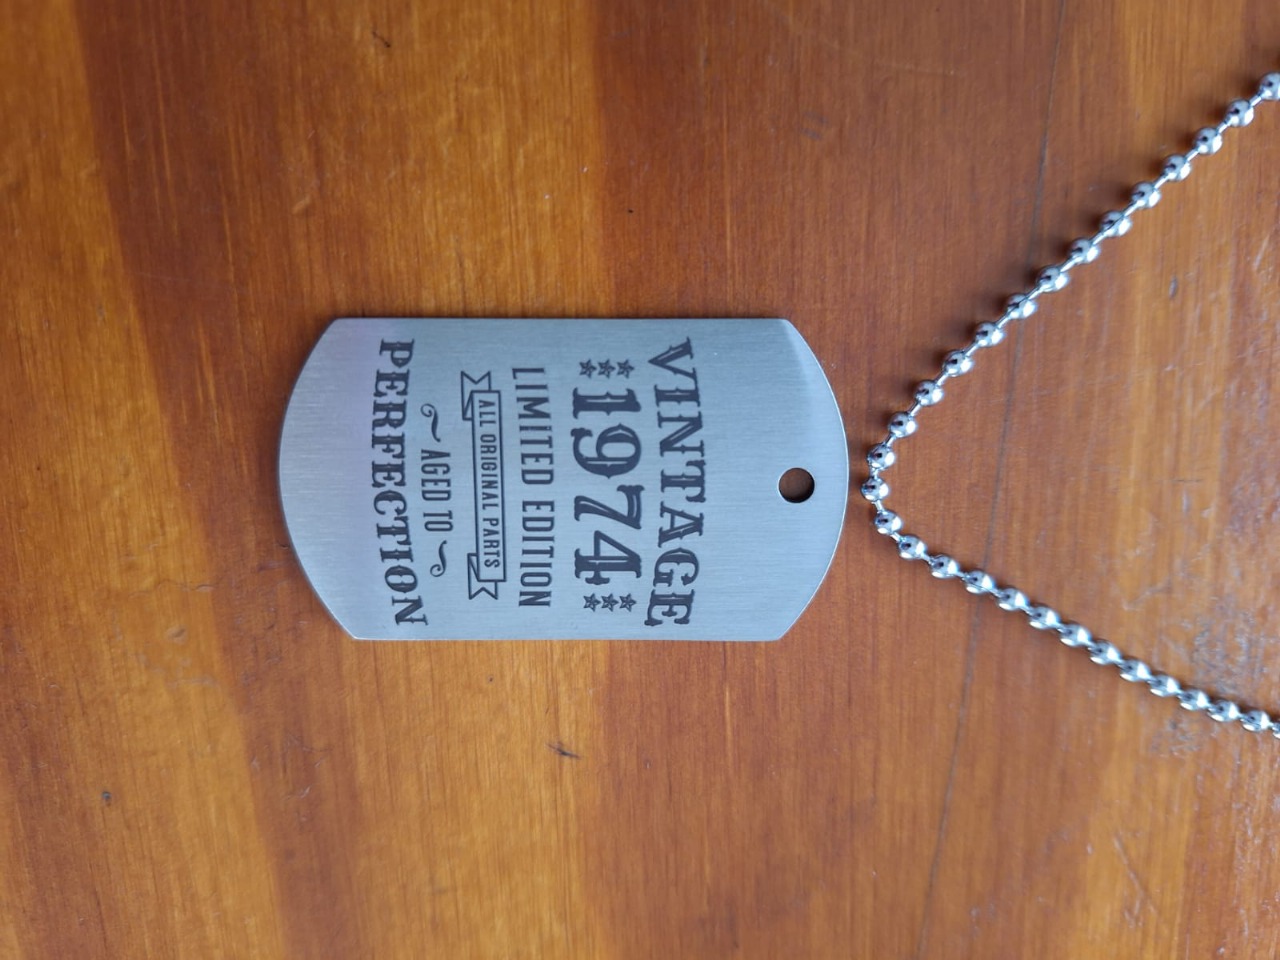 VINTAGE
1974
LIMITED EDITION
ALL ORIGINAL PARTS
AGED TO
PERFECTION